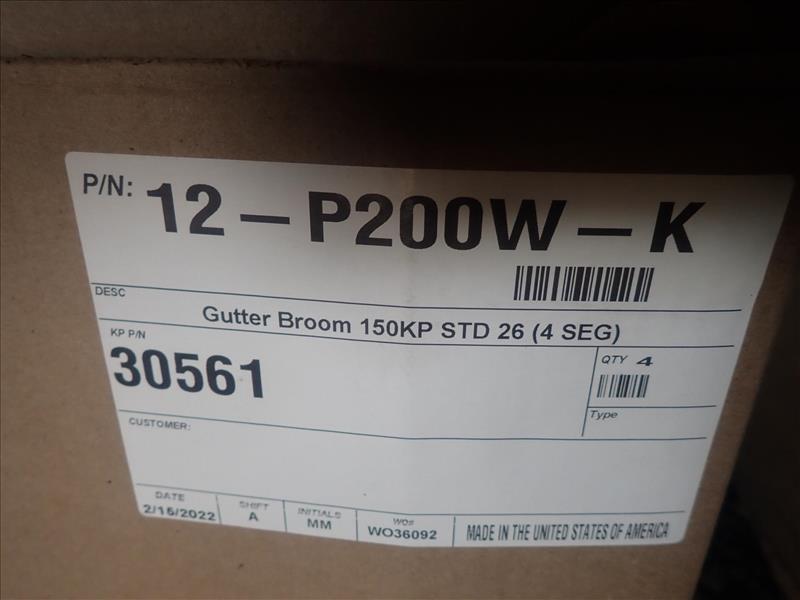 P/N: 12-P200W-K
DESC
Gutter Broom 150KP STD 26 (4 SEG)
KP P/N
30561
QTY 4
Type
CUSTOMER:
DATE SHIFT INITIALS WO#
2/15/2022 A MM WO36092 MADE IN THE UNITED STATES OF AMERICA